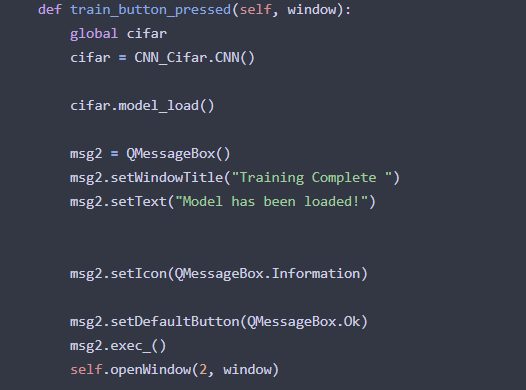 def train_button_pressed(self, window):
global cifar
cifar = CNN_Cifar.CNN()
cifar.model_load()
msg2 = QMessageBox()
msg2.setWindowTitle("Training Complete ")
msg2.setText("Model has been loaded!")
msg2.setIcon(QMessageBox.Information)
msg2.setDefaultButton(QMessageBox.Ok)
msg2.exec_()
self.openWindow(2, window)